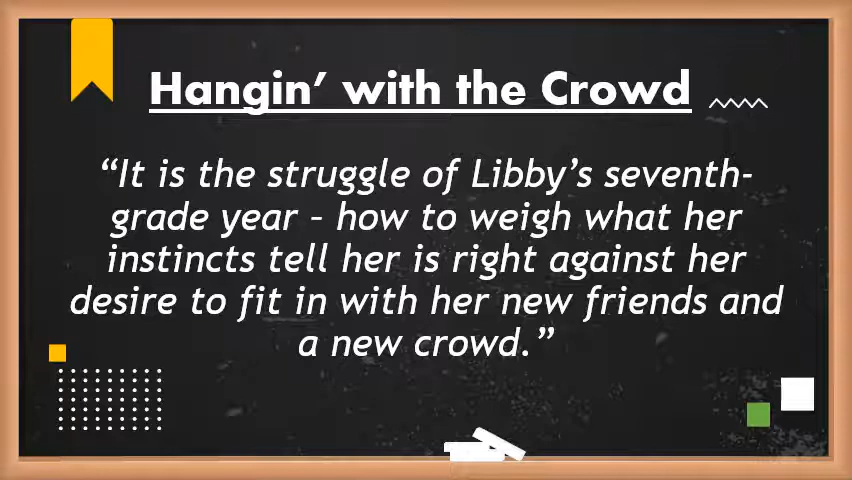 Hangin’ with the Crowd
“It is the struggle of Libby’s seventh-
grade year – how to weigh what her
instincts tell her is right against her
desire to fit in with her new friends and
a new crowd.”